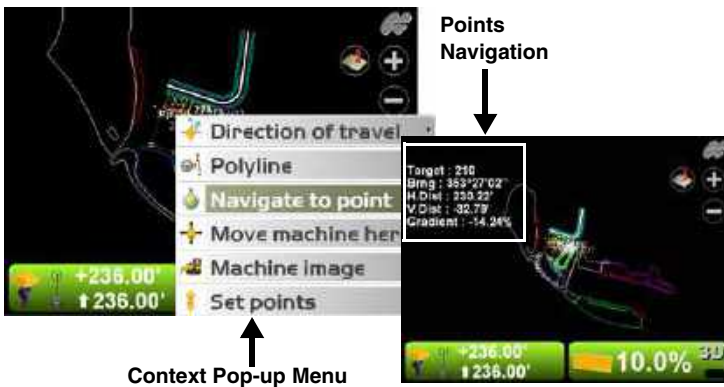 Points
Navigation
Direction of travel
Polyline
Navigate to point
Move machine her
Machine image
Set points
+236.00'
236.00'
Context Pop-up Menu
Target : 210
Brng : 353°27'02"
H.Dist : 230.22'
V.Dist : -32.79'
Gradient : -14.24%
+236.00'
236.00'
10.0%
3D